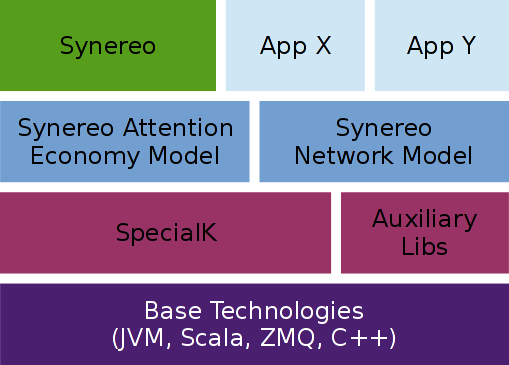 Synereo
App X
App Y
Synereo Attention
Economy Model
Synereo
Network Model
SpecialK
Auxiliary
Libs
Base Technologies
(JVM, Scala, ZMQ, C++)